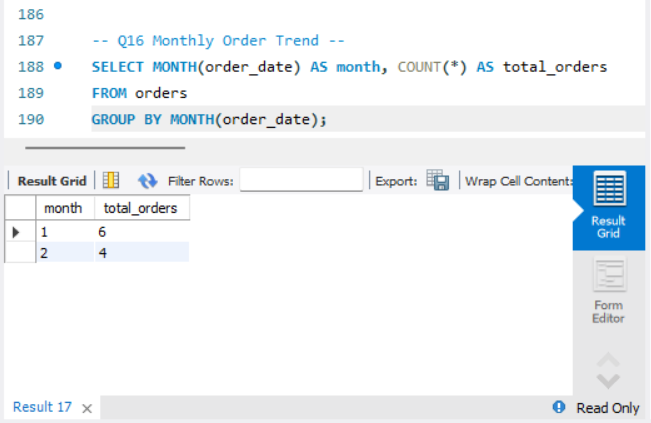 186
187 -- Q16 Monthly Order Trend --
188 SELECT MONTH(order_date) AS month, COUNT(*) AS total_orders
189 FROM orders
190 GROUP BY MONTH(order_date);
Result Grid Filter Rows: Export: Wrap Cell Content:
month total_orders
1 6
2 4
Result Grid
Form Editor
Result 17 × Read Only